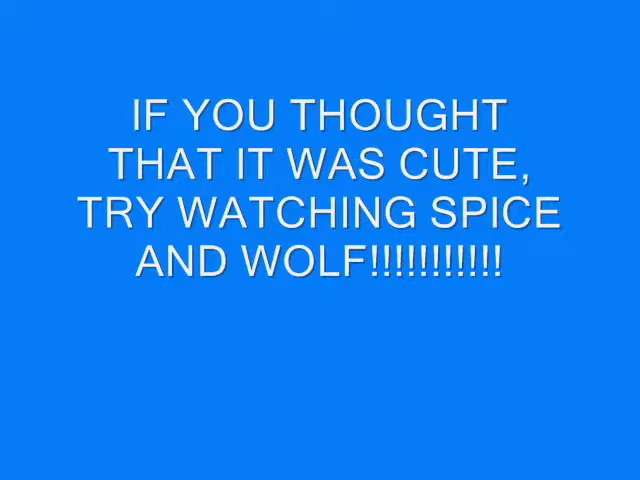 IF YOU THOUGHT
THAT IT WAS CUTE,
TRY WATCHING SPICE
AND WOLF!!!!!!!!!!!